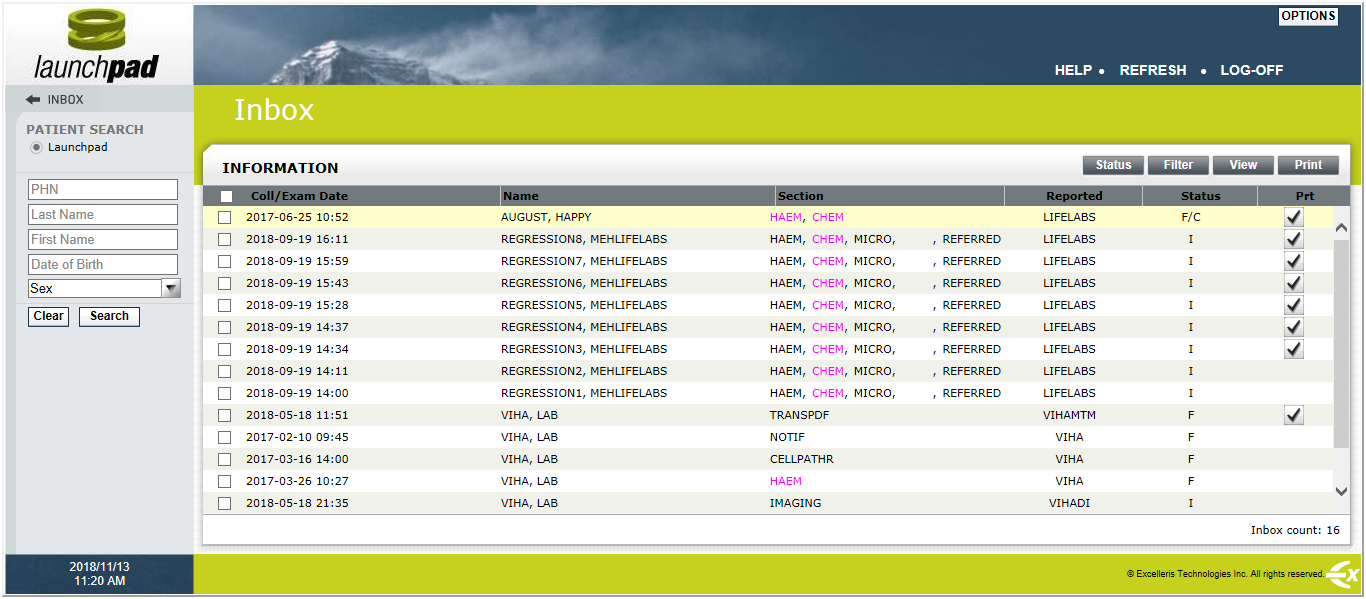 OPTIONS
launchpad
HELP • REFRESH • LOG-OFF
INBOX
Inbox
PATIENT SEARCH
Launchpad
PHN
Last Name
First Name
Date of Birth
Sex
Clear Search
INFORMATION
Status Filter View Print
Coll/Exam Date Name Section Reported Status Prt
2017-06-25 10:52 AUGUST, HAPPY HAEM, CHEM LIFELABS F/C
2018-09-19 16:11 REGRESSION8, MEHLIFELABS HAEM, CHEM, MICRO, , REFERRED LIFELABS I
2018-09-19 15:59 REGRESSION7, MEHLIFELABS HAEM, CHEM, MICRO, , REFERRED LIFELABS I
2018-09-19 15:43 REGRESSION6, MEHLIFELABS HAEM, CHEM, MICRO, , REFERRED LIFELABS I
2018-09-19 15:28 REGRESSION5, MEHLIFELABS HAEM, CHEM, MICRO, , REFERRED LIFELABS I
2018-09-19 14:37 REGRESSION4, MEHLIFELABS HAEM, CHEM, MICRO, , REFERRED LIFELABS I
2018-09-19 14:34 REGRESSION3, MEHLIFELABS HAEM, CHEM, MICRO, , REFERRED LIFELABS I
2018-09-19 14:11 REGRESSION2, MEHLIFELABS HAEM, CHEM, MICRO, , REFERRED LIFELABS I
2018-09-19 14:00 REGRESSION1, MEHLIFELABS HAEM, CHEM, MICRO, , REFERRED LIFELABS I
2018-05-18 11:51 VIHA, LAB TRANSPDF VIHAMTM F
2017-02-10 09:45 VIHA, LAB NOTIF VIHA F
2017-03-16 14:00 VIHA, LAB CELLPATHR VIHA F
2017-03-26 10:27 VIHA, LAB HAEM VIHA F
2018-05-18 21:35 VIHA, LAB IMAGING VIHADI I
Inbox count: 16
2018/11/13
11:20 AM
© Excelleris Technologies Inc. All rights reserved.